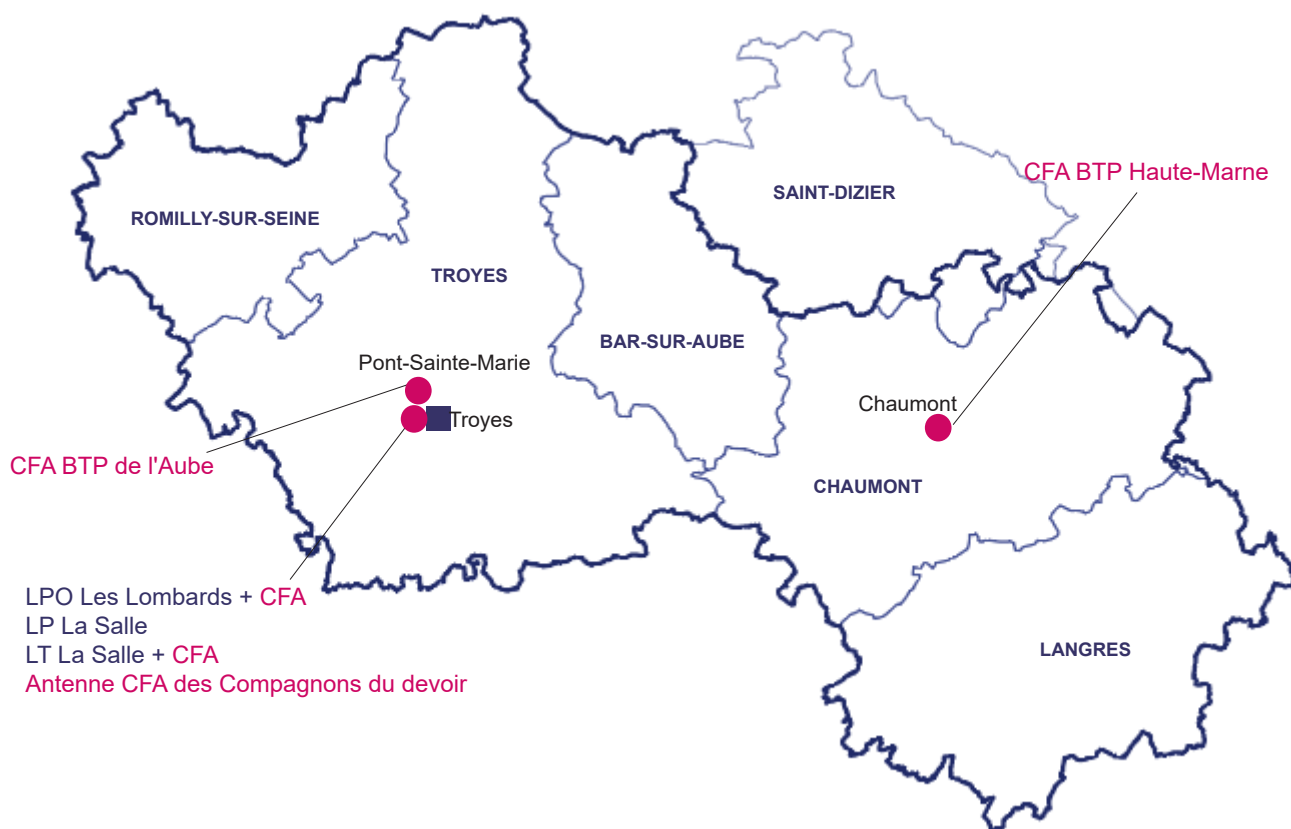 CFA BTP Haute-Marne
SAINT-DIZIER
ROMILLY-SUR-SEINE
TROYES
BAR-SUR-AUBE
Pont-Sainte-Marie
Chaumont
Troyes
CFA BTP de l'Aube
CHAUMONT
LPO Les Lombards + CFA
LP La Salle
LT La Salle + CFA
Antenne CFA des Compagnons du devoir
LANGRES